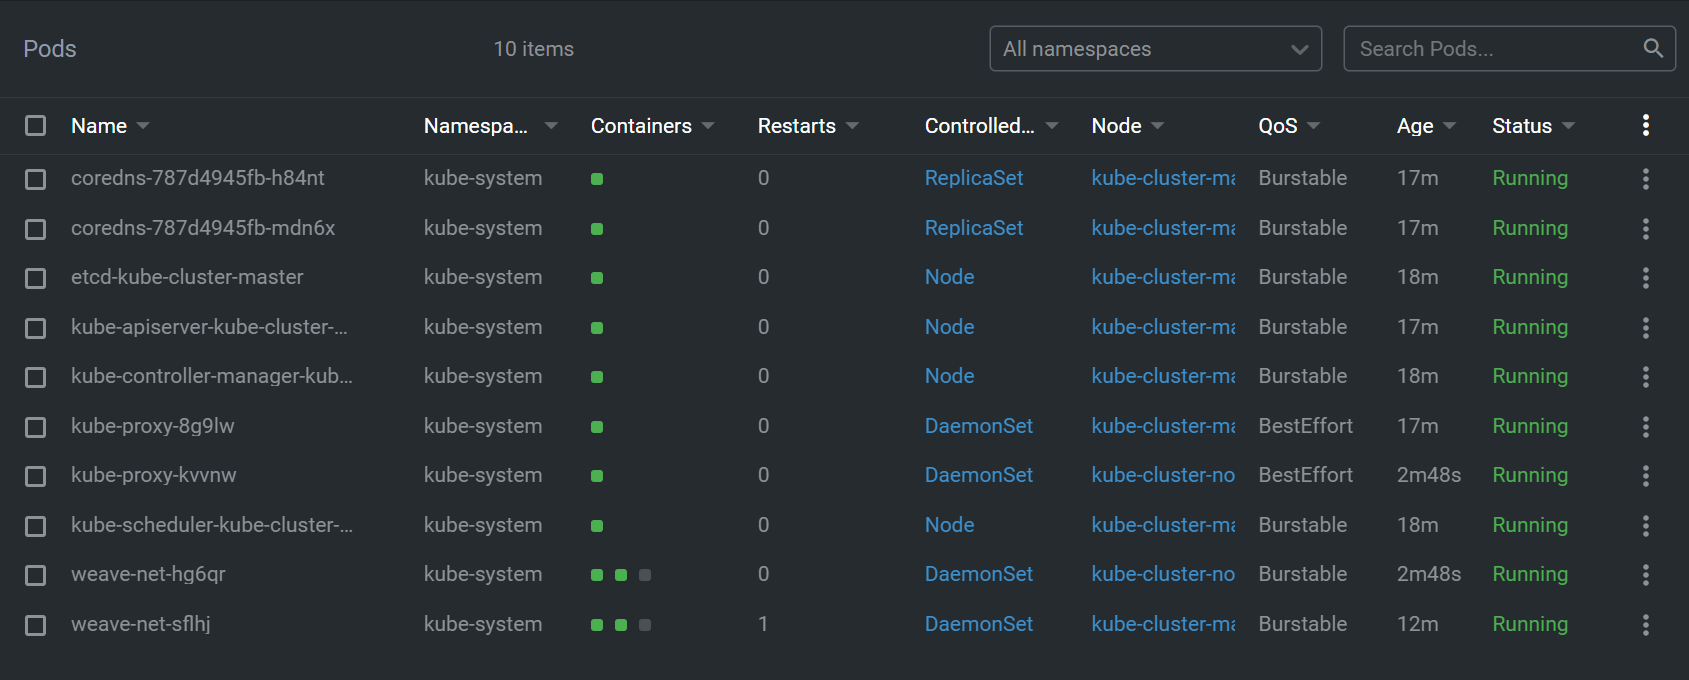 Pods 10 items All namespaces Search Pods...
Name Namespa... Containers Restarts Controlled... Node QoS Age Status
coredns-787d4945fb-h84nt kube-system 0 ReplicaSet kube-cluster-ma Burstable 17m Running
coredns-787d4945fb-mdn6x kube-system 0 ReplicaSet kube-cluster-ma Burstable 17m Running
etcd-kube-cluster-master kube-system 0 Node kube-cluster-ma Burstable 18m Running
kube-apiserver-kube-cluster-... kube-system 0 Node kube-cluster-ma Burstable 17m Running
kube-controller-manager-kub... kube-system 0 Node kube-cluster-ma Burstable 18m Running
kube-proxy-8g9lw kube-system 0 DaemonSet kube-cluster-ma BestEffort 17m Running
kube-proxy-kvvnw kube-system 0 DaemonSet kube-cluster-no BestEffort 2m48s Running
kube-scheduler-kube-cluster-... kube-system 0 Node kube-cluster-ma Burstable 18m Running
weave-net-hg6qr kube-system 0 DaemonSet kube-cluster-no Burstable 2m48s Running
weave-net-sflhj kube-system 1 DaemonSet kube-cluster-ma Burstable 12m Running